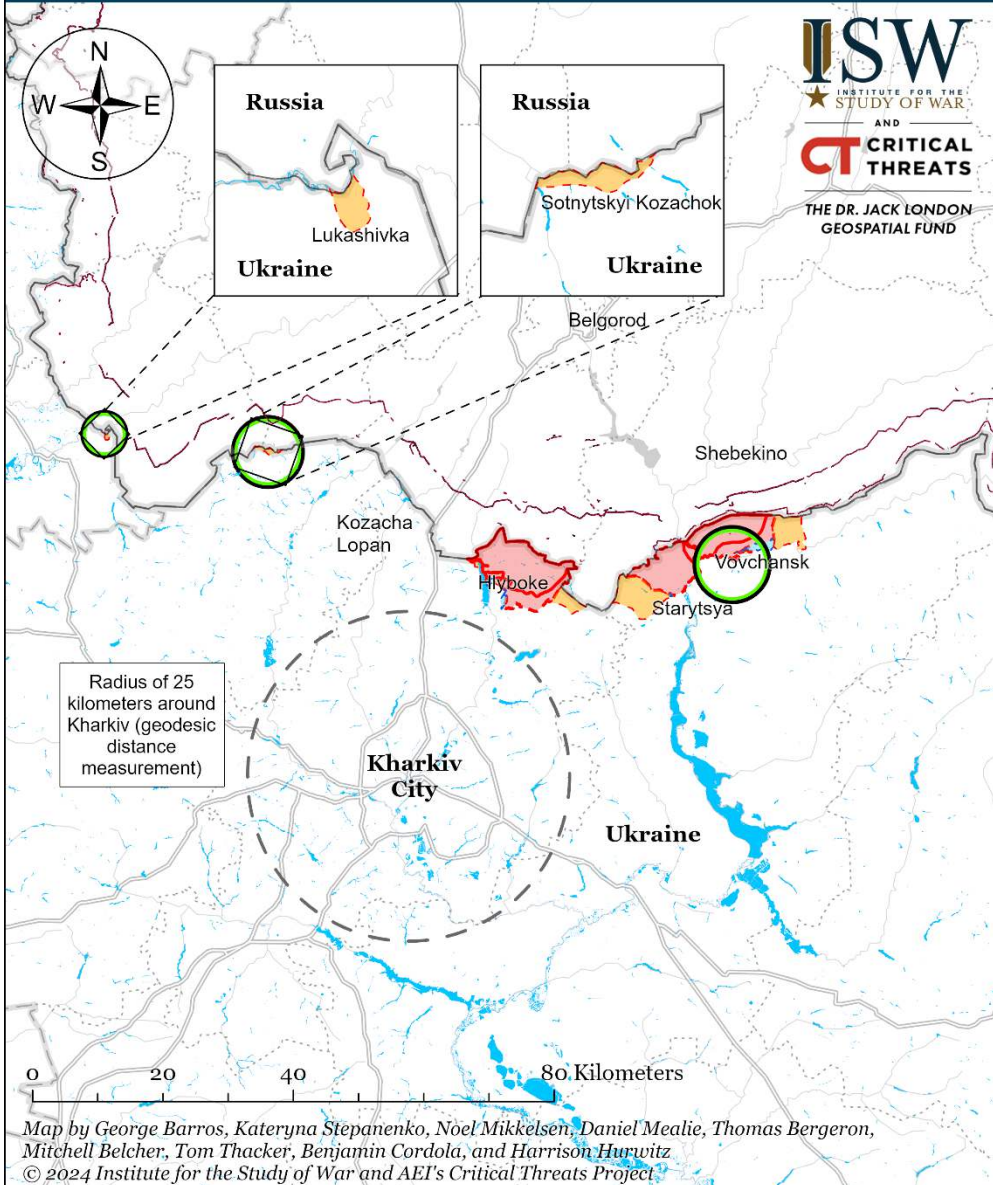 N
W
E
S
Russia
Lukashivka
Ukraine
Russia
Sotnytskyi Kozachok
Ukraine
ISW
INSTITUTE FOR THE
STUDY OF WAR
AND
CT CRITICAL
THREATS
THE DR. JACK LONDON
GEOSPATIAL FUND
Belgorod
Shebekino
Kozacha
Lopan
Hlyboke
Vovchansk
Starytsya
Radius of 25
kilometers around
Kharkiv (geodesic
distance
measurement)
Kharkiv
City
Ukraine
0 20 40 80 Kilometers
Map by George Barros, Kateryna Stepanenko, Noel Mikkelsen, Daniel Mealie, Thomas Bergeron,
Mitchell Belcher, Tom Thacker, Benjamin Cordola, and Harrison Hurwitz
© 2024 Institute for the Study of War and AEI's Critical Threats Project